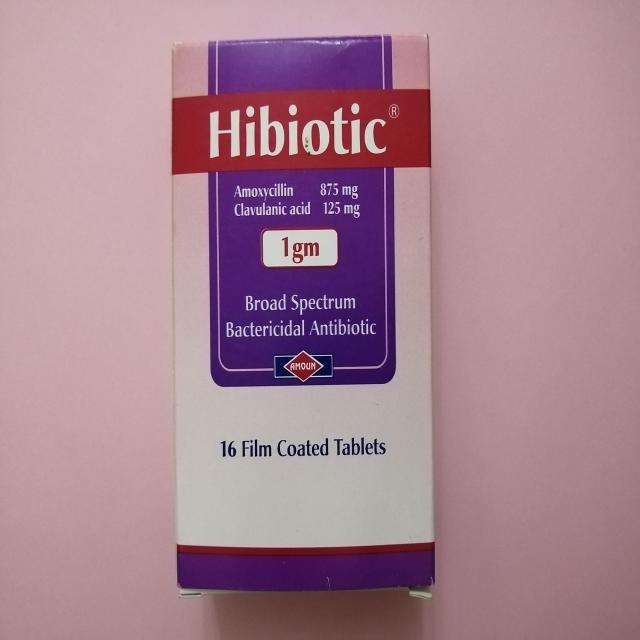 Hibiotic®
Amoxycillin 875 mg
Clavulanic acid 125 mg
1gm
Broad Spectrum
Bactericidal Antibiotic
AMOUN
16 Film Coated Tablets